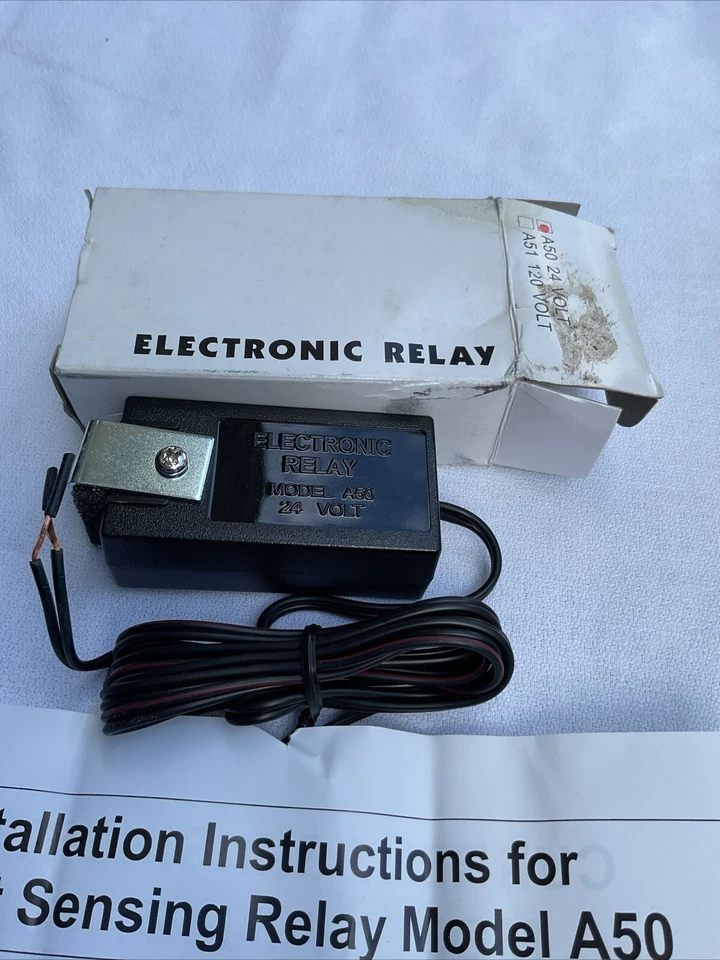 A50 24 VOLT
A51 120 VOLT
ELECTRONIC RELAY
ELECTRONIC
RELAY
MODEL A50
24 VOLT
tallation Instructions for
t Sensing Relay Model A50